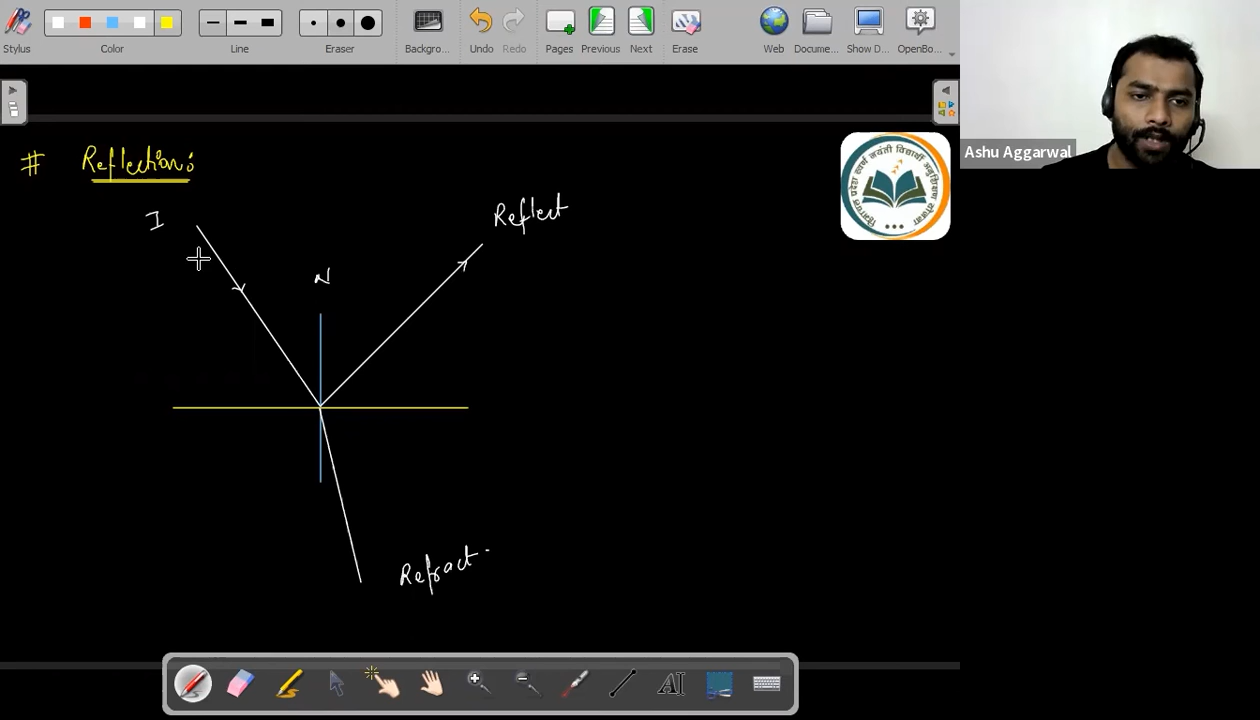 Stylus
Color
Line
Eraser
Backgro...
Undo
Redo
Pages
Previous
Next
Erase
Web
Docume...
Show D...
OpenBo...
Ashu Aggarwal
# Reflection:
I
N
Reflect
Refract